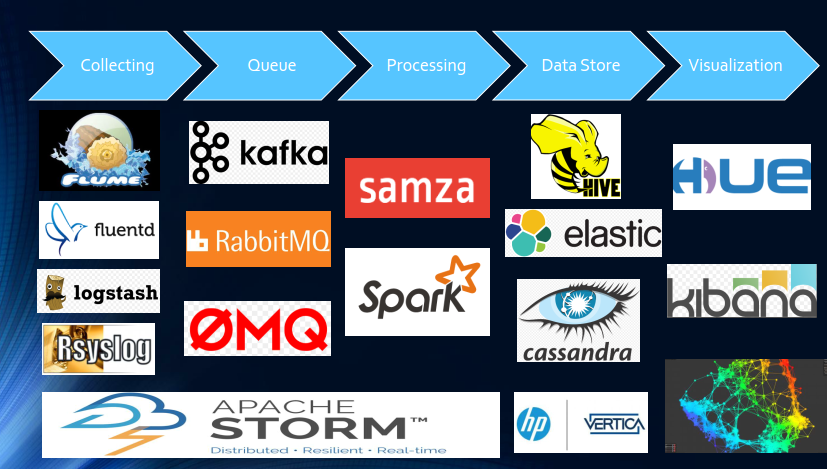 Collecting
Queue
Processing
Data Store
Visualization
FLUME
kafka
samza
HIVE
HUE
fluentd
RabbitMQ
elastic
logstash
Spark
kibana
ØMQ
cassandra
Rsyslog
APACHE
STORM™
Distributed • Resilient • Real-time
hp
VERTICA